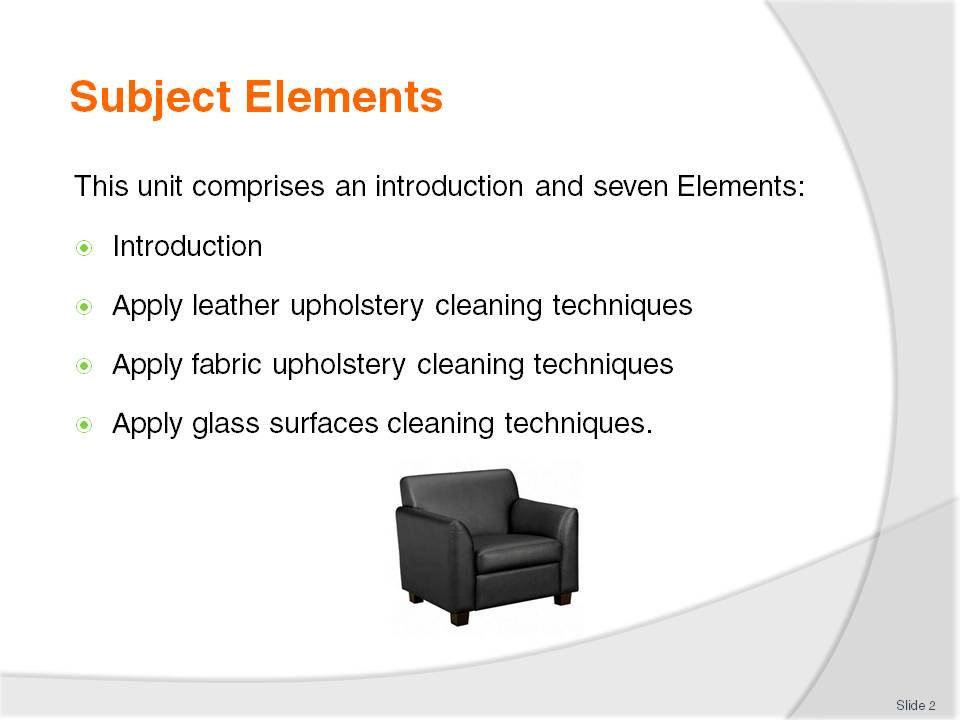 Subject Elements
This unit comprises an introduction and seven Elements:
Introduction
Apply leather upholstery cleaning techniques
Apply fabric upholstery cleaning techniques
Apply glass surfaces cleaning techniques.
Slide 2